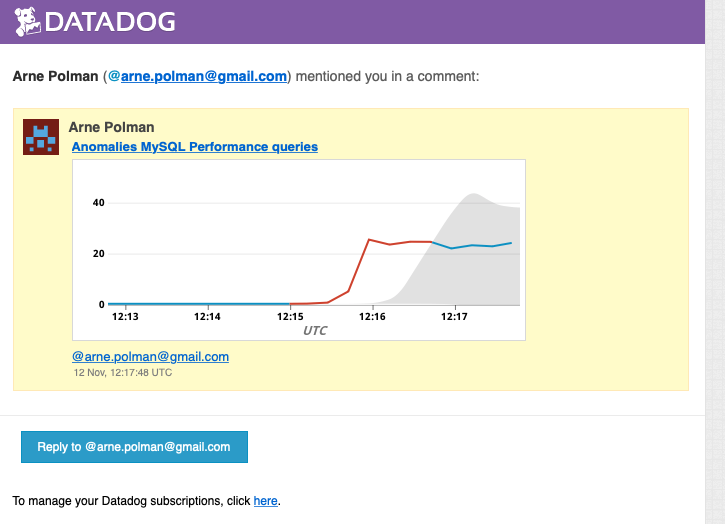 DATADOG
Arne Polman (@arne.polman@gmail.com) mentioned you in a comment:
Arne Polman
Anomalies MySQL Performance queries
40
20
0
12:13 12:14 12:15 12:16 12:17
UTC
@arne.polman@gmail.com
12 Nov, 12:17:48 UTC
Reply to @arne.polman@gmail.com
To manage your Datadog subscriptions, click here.